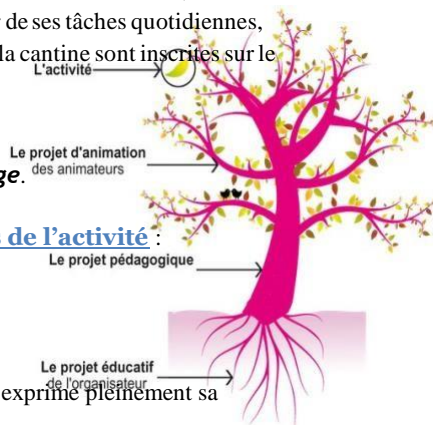 r de ses tâches quotidiennes,
la cantine sont inscrites sur le
L'activité
Le projet d'animation
des animateurs
ge.
s de l'activité :
Le projet pédagogique
Le projet éducatif
de l'organisateur
exprime pleinement sa